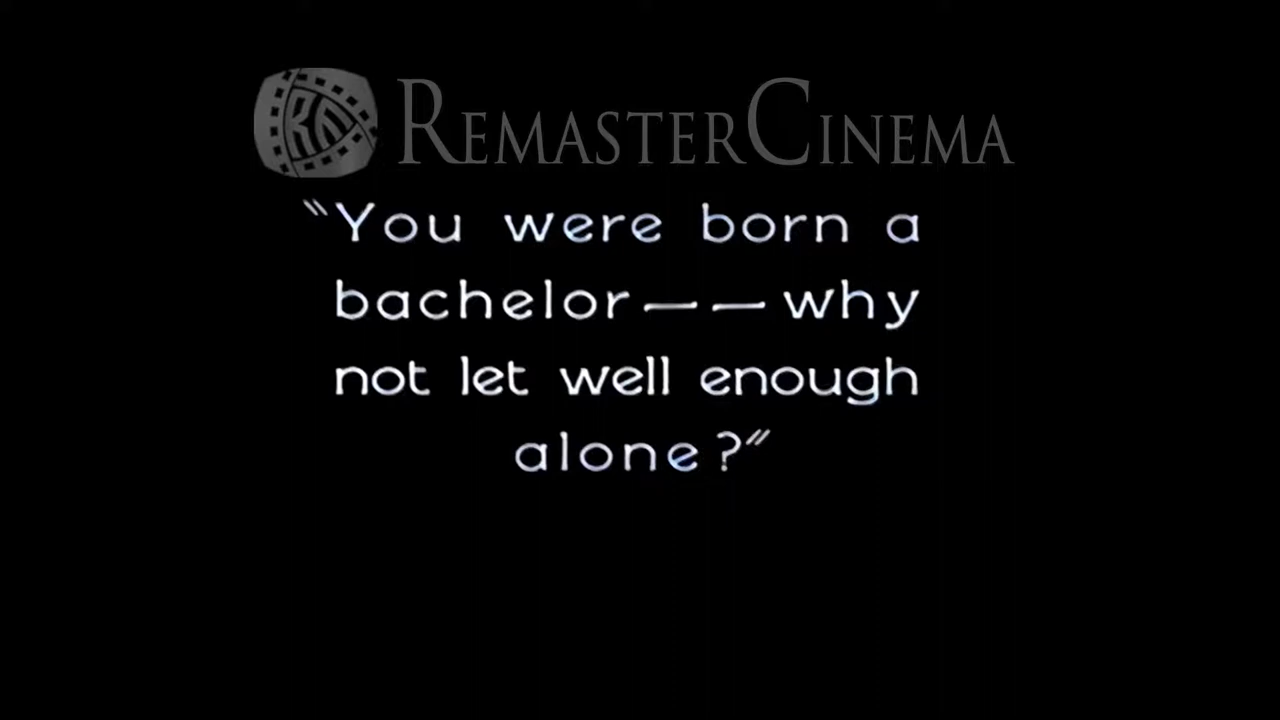 REMASTERCINEMA
"You were born a
bachelor——why
not let well enough
alone?"